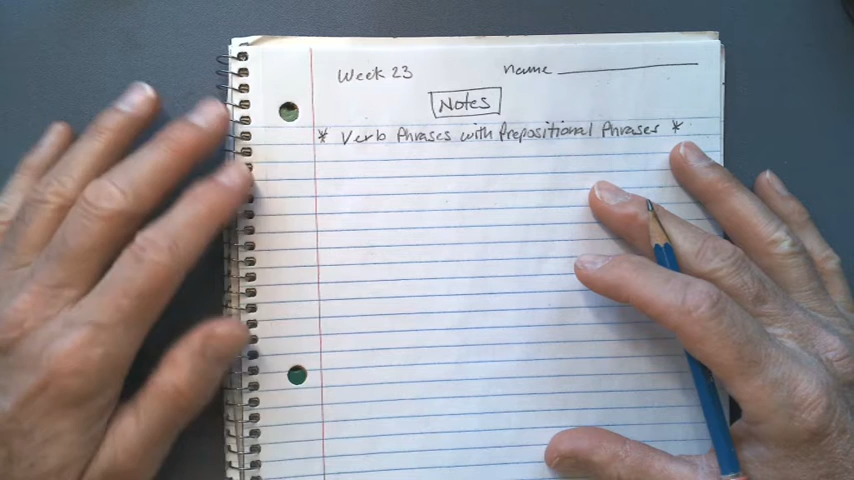 Week 23 name
Notes
* Verb Phrases with Prepositional Phrases *